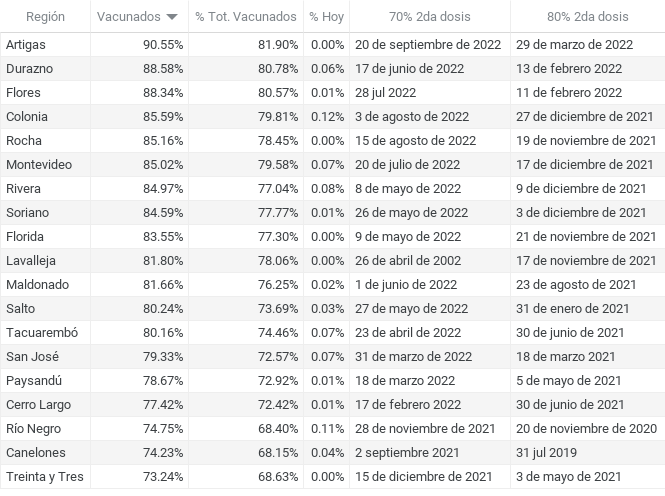 Región Vacunados % Tot. Vacunados % Hoy 70% 2da dosis 80% 2da dosis
Artigas 90.55% 81.90% 0.00% 20 de septiembre de 2022 29 de marzo de 2022
Durazno 88.58% 80.78% 0.06% 17 de junio de 2022 13 de febrero 2022
Flores 88.34% 80.57% 0.01% 28 jul 2022 11 de febrero de 2022
Colonia 85.59% 79.81% 0.12% 3 de agosto de 2022 27 de diciembre de 2021
Rocha 85.16% 78.45% 0.00% 15 de agosto de 2022 19 de noviembre de 2021
Montevideo 85.02% 79.58% 0.07% 20 de julio de 2022 17 de diciembre de 2021
Rivera 84.97% 77.04% 0.08% 8 de mayo de 2022 9 de diciembre de 2021
Soriano 84.59% 77.77% 0.01% 26 de mayo de 2022 3 de diciembre de 2021
Florida 83.55% 77.30% 0.00% 9 de mayo de 2022 21 de noviembre de 2021
Lavalleja 81.80% 78.06% 0.00% 26 de abril de 2002 17 de noviembre de 2021
Maldonado 81.66% 76.25% 0.02% 1 de junio de 2022 23 de agosto de 2021
Salto 80.24% 73.69% 0.03% 27 de mayo de 2022 31 de enero de 2021
Tacuarembó 80.16% 74.46% 0.07% 23 de abril de 2022 30 de junio de 2021
San José 79.33% 72.57% 0.07% 31 de marzo de 2022 18 de marzo 2021
Paysandú 78.67% 72.92% 0.01% 18 de marzo 2022 5 de mayo de 2021
Cerro Largo 77.42% 72.42% 0.01% 17 de febrero 2022 30 de junio de 2021
Río Negro 74.75% 68.40% 0.11% 28 de noviembre de 2021 20 de noviembre de 2020
Canelones 74.23% 68.15% 0.04% 2 septiembre 2021 31 jul 2019
Treinta y Tres 73.24% 68.63% 0.00% 15 de diciembre de 2021 3 de mayo de 2021